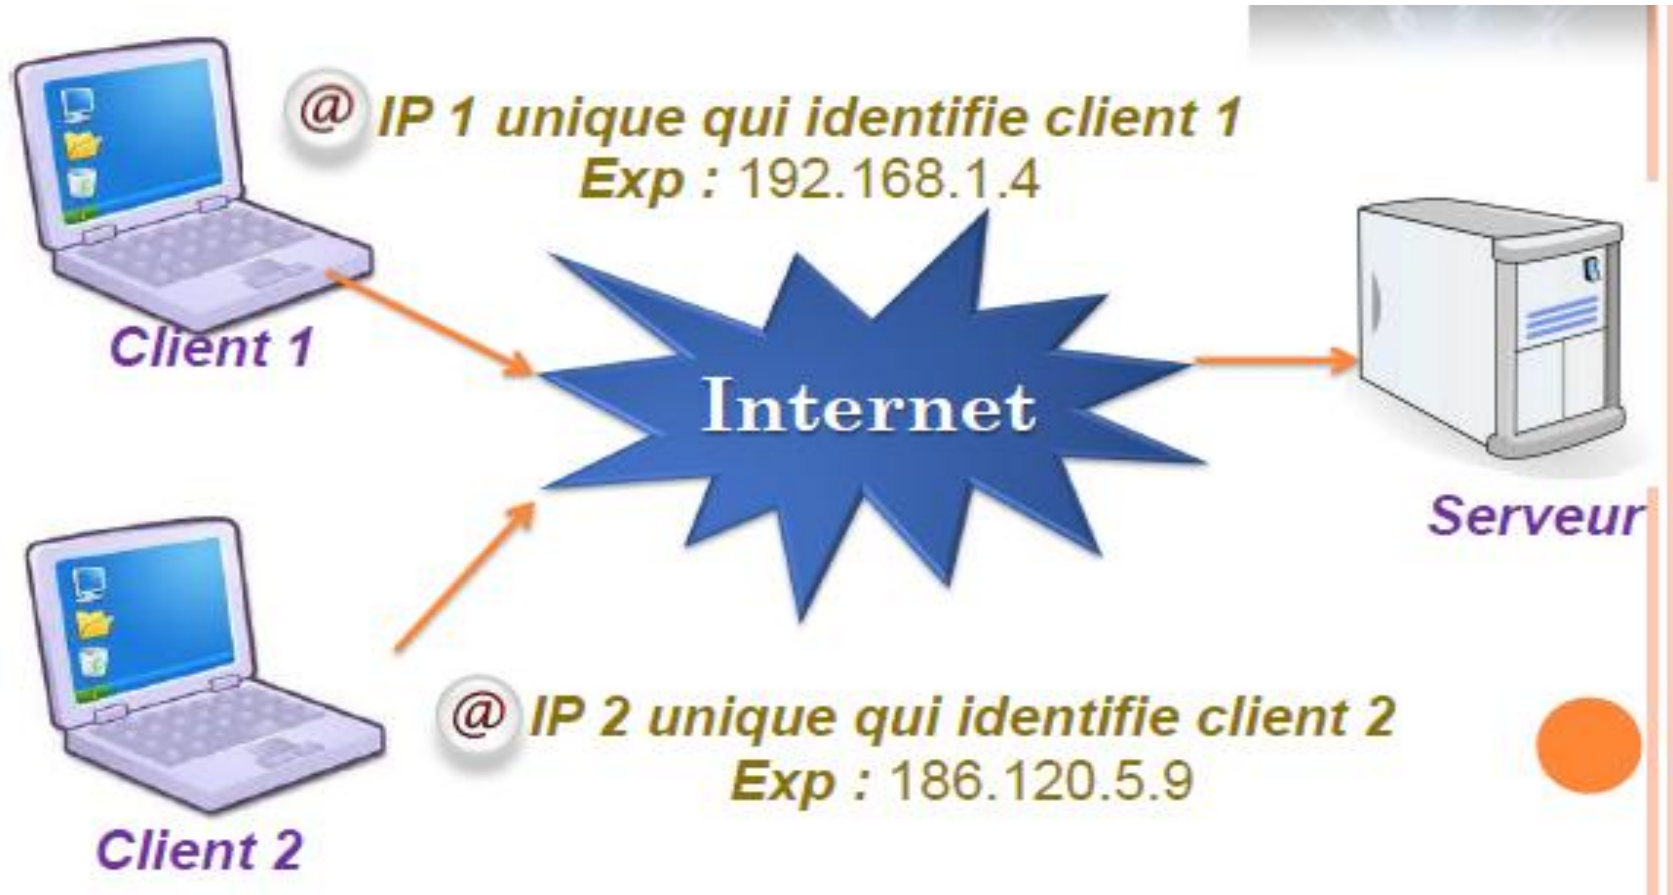 @ IP 1 unique qui identifie client 1
Exp : 192.168.1.4
Client 1
Internet
Serveur
@ IP 2 unique qui identifie client 2
Exp : 186.120.5.9
Client 2